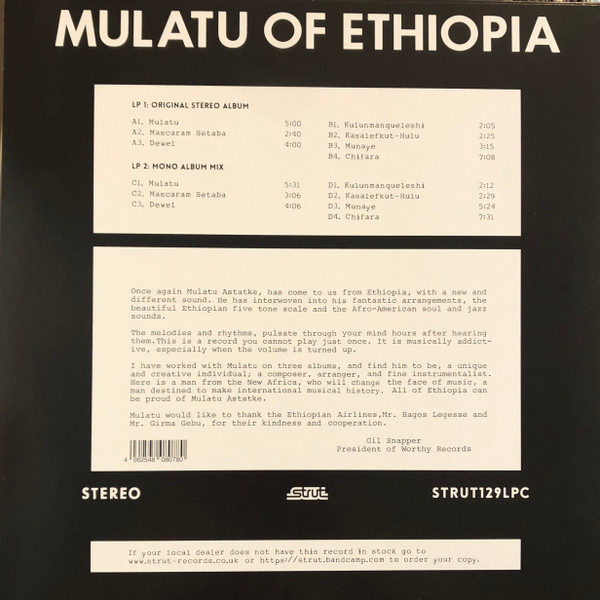 MULATU OF ETHIOPIA
LP 1: ORIGINAL STEREO ALBUM
A1. Mulatu 5:00
A2. Mascaram Setaba 2:40
A3. Dewel 4:00
B1. Kulunmanqueleshi 2:05
B2. Kasalefkut-Hulu 2:25
B3. Munaye 3:15
B4. Chifara 7:08
LP 2: MONO ALBUM MIX
C1. Mulatu 5:31
C2. Mascaram Setaba 3:06
C3. Dewel 4:06
D1. Kulunmanqueleshi 2:12
D2. Kasalefkut-Hulu 2:29
D3. Munaye 5:24
D4. Chifara 7:31
Once again Mulatu Astatke, has come to us from Ethiopia, with a new and
different sound. He has interwoven into his fantastic arrangements, the
beautiful Ethiopian five tone scale and the Afro-American soul and jazz
sounds.
The melodies and rhythms, pulsate through your mind hours after hearing
them.This is a record you cannot play just once. It is musically addict-
ive, especially when the volume is turned up.
I have worked with Mulatu on three albums, and find him to be, a unique
and creative individual; a composer, arranger, and fine instrumentalist.
Here is a man from the New Africa, who will change the face of music, a
man destined to make international musical history. All of Ethiopia can
be proud of Mulatu Astatke.
Mulatu would like to thank the Ethiopian Airlines,Mr. Hagos Legesse and
Mr. Girma Gebu, for their kindness and cooperation.
Gil Snapper
President of Worthy Records
4 062548 080780
STEREO
Strut
STRUT129LPC
If your local dealer does not have this record in stock go to
www.strut-records.co.uk or https://strut.bandcamp.com to order your copy.